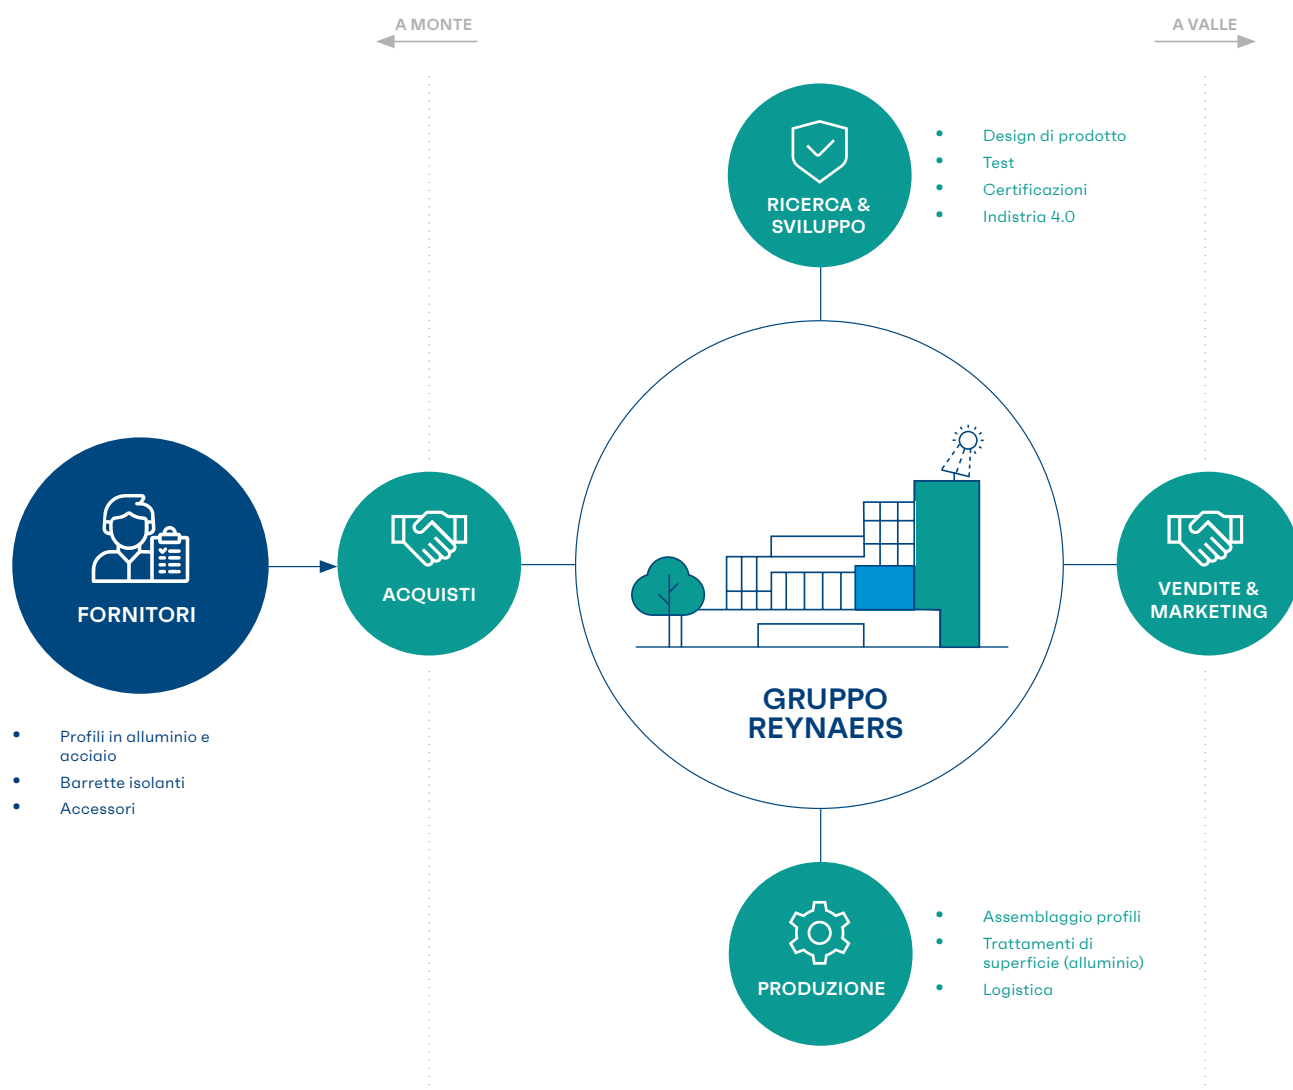 A MONTE
A VALLE
RICERCA &
SVILUPPO
• Design di prodotto
• Test
• Certificazioni
• Indistria 4.0
FORNITORI
• Profili in alluminio e
acciaio
• Barrette isolanti
• Accessori
ACQUISTI
GRUPPO
REYNAERS
VENDITE &
MARKETING
PRODUZIONE
• Assemblaggio profili
• Trattamenti di
superficie (alluminio)
• Logistica